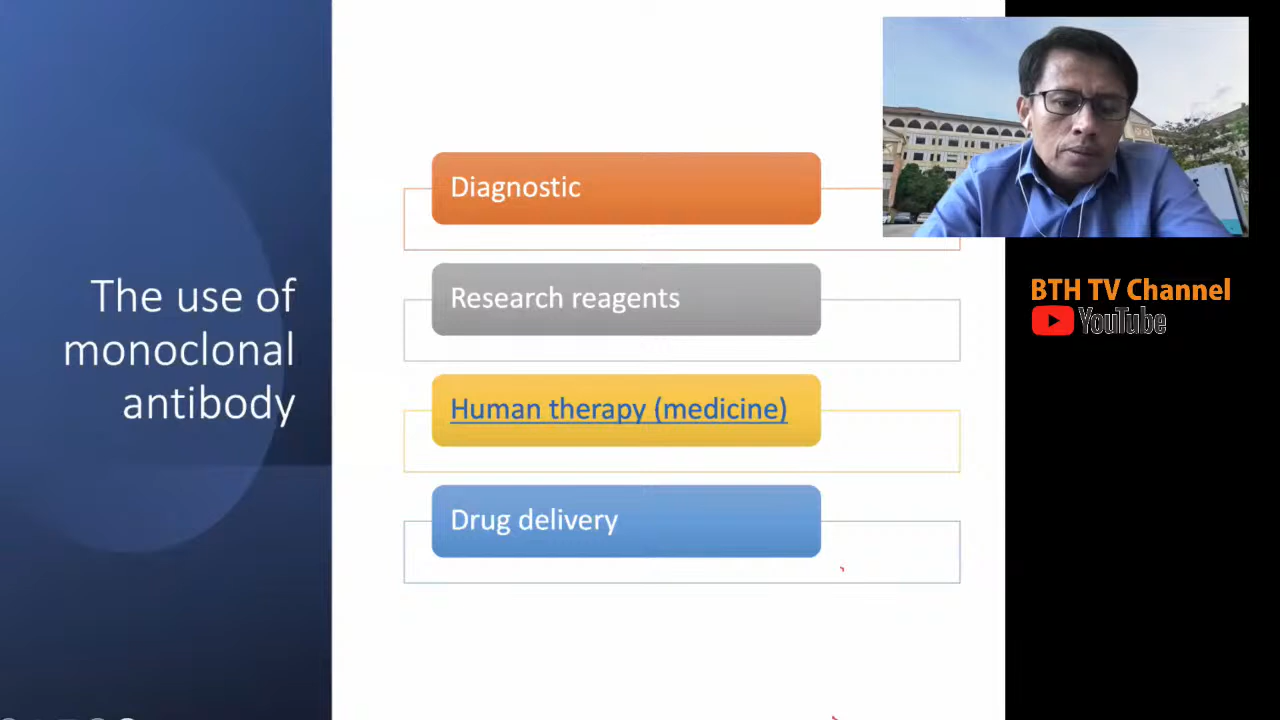 The use of
monoclonal
antibody
Diagnostic
Research reagents
Human therapy (medicine)
Drug delivery
BTH TV Channel
YouTube